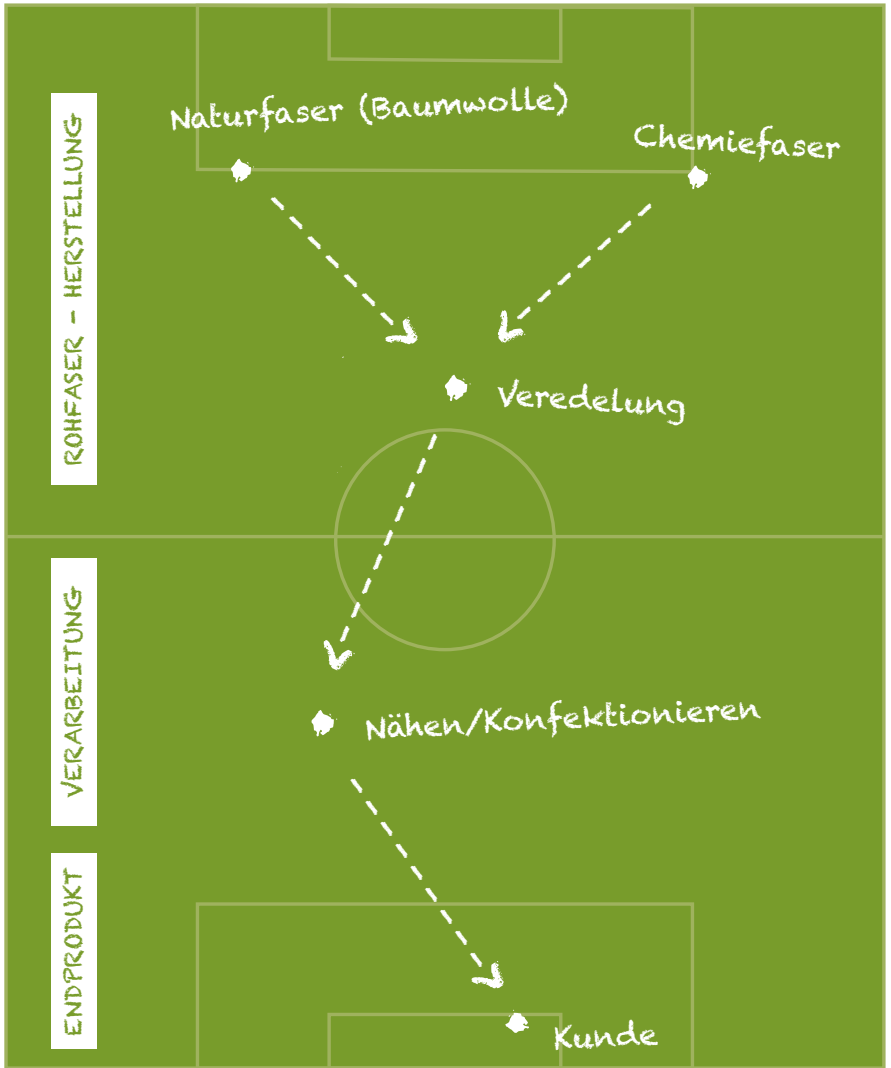 Naturfaser (Baumwolle)
Chemiefaser
ROHFASER - HERSTELLUNG
Veredelung
VERARBEITUNG
Nähen/Konfektionieren
ENDPRODUKT
Kunde